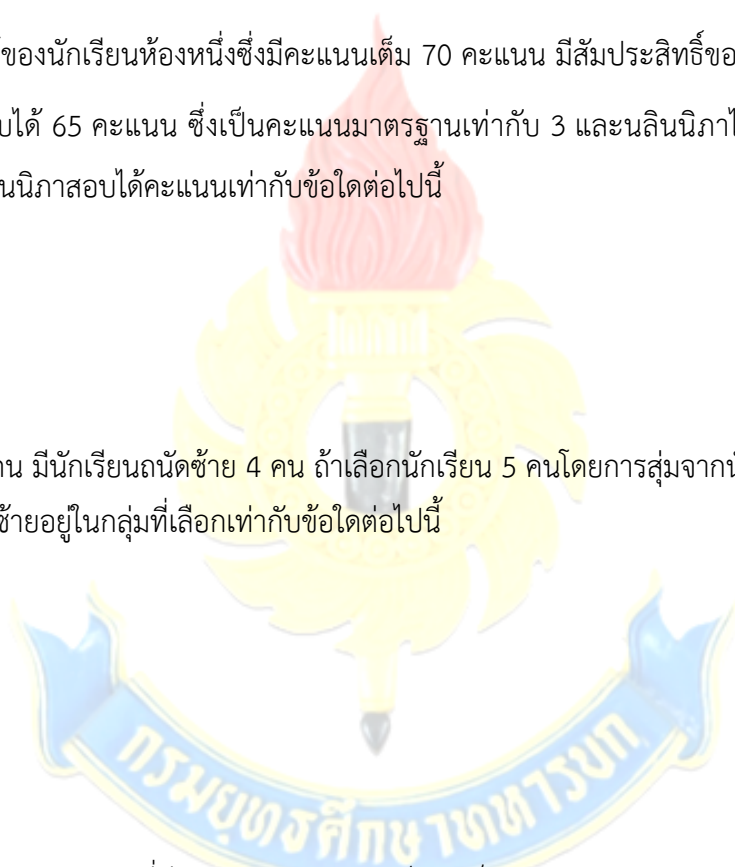 ของนักเรียนห้องหนึ่งซึ่งมีคะแนนเต็ม 70 คะแนน มีสัมประสิทธิ์ขอ
บได้ 65 คะแนน ซึ่งเป็นคะแนนมาตรฐานเท่ากับ 3 และนลินนิภาไ
นนิภาสอบได้คะแนนเท่ากับข้อใดต่อไปนี้
น มีนักเรียนถนัดซ้าย 4 คน ถ้าเลือกนักเรียน 5 คนโดยการสุ่มจากนั
ซ้ายอยู่ในกลุ่มที่เลือกเท่ากับข้อใดต่อไปนี้
กรมยุทธศึกษาทหารบก